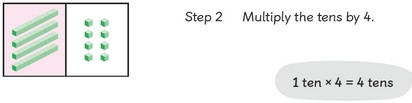 Step 2 Multiply the tens by 4.
1 ten × 4 = 4 tens